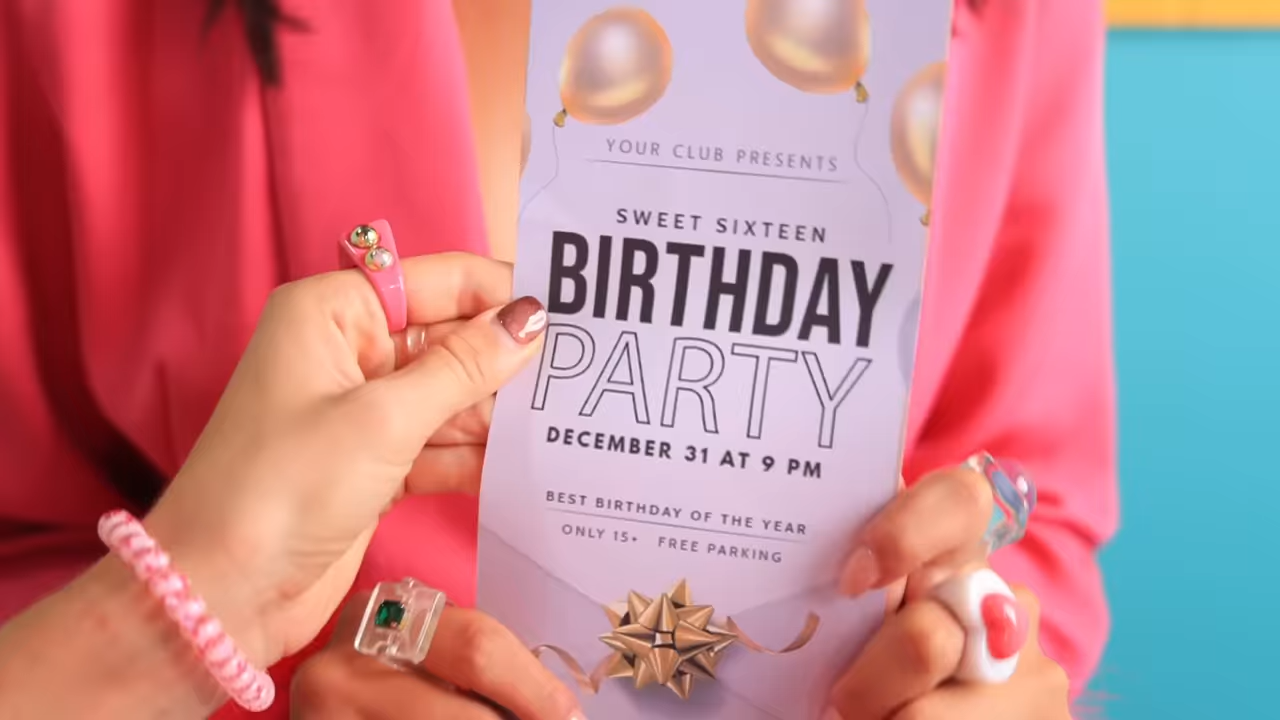 YOUR CLUB PRESENTS
SWEET SIXTEEN
BIRTHDAY
PARTY
DECEMBER 31 AT 9 PM
BEST BIRTHDAY OF THE YEAR
ONLY 15+ FREE PARKING